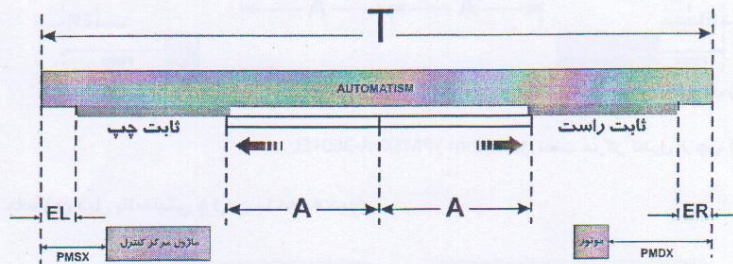 T
AUTOMATISM
ثابت چپ
ثابت راست
EL
A
A
ER
ماژول مرکز کنترل
موتور
PMSX
PMDX